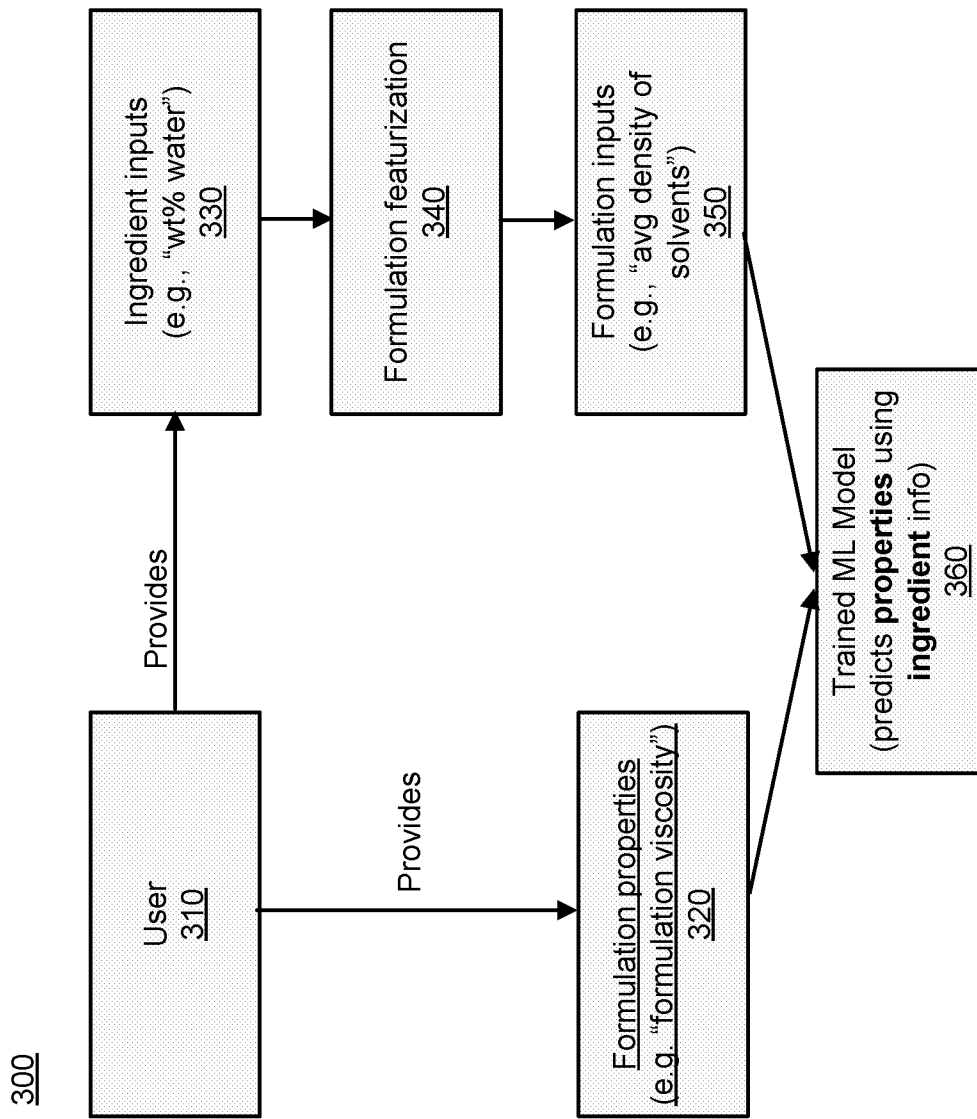 300
User
310
Provides
Ingredient inputs
(e.g., “wt% water”)
330
Formulation featurization
340
Provides
Formulation properties
(e.g. “formulation viscosity”)
320
Formulation inputs
(e.g., “avg density of
solvents”)
350
Trained ML Model
(predicts properties using
ingredient info)
360